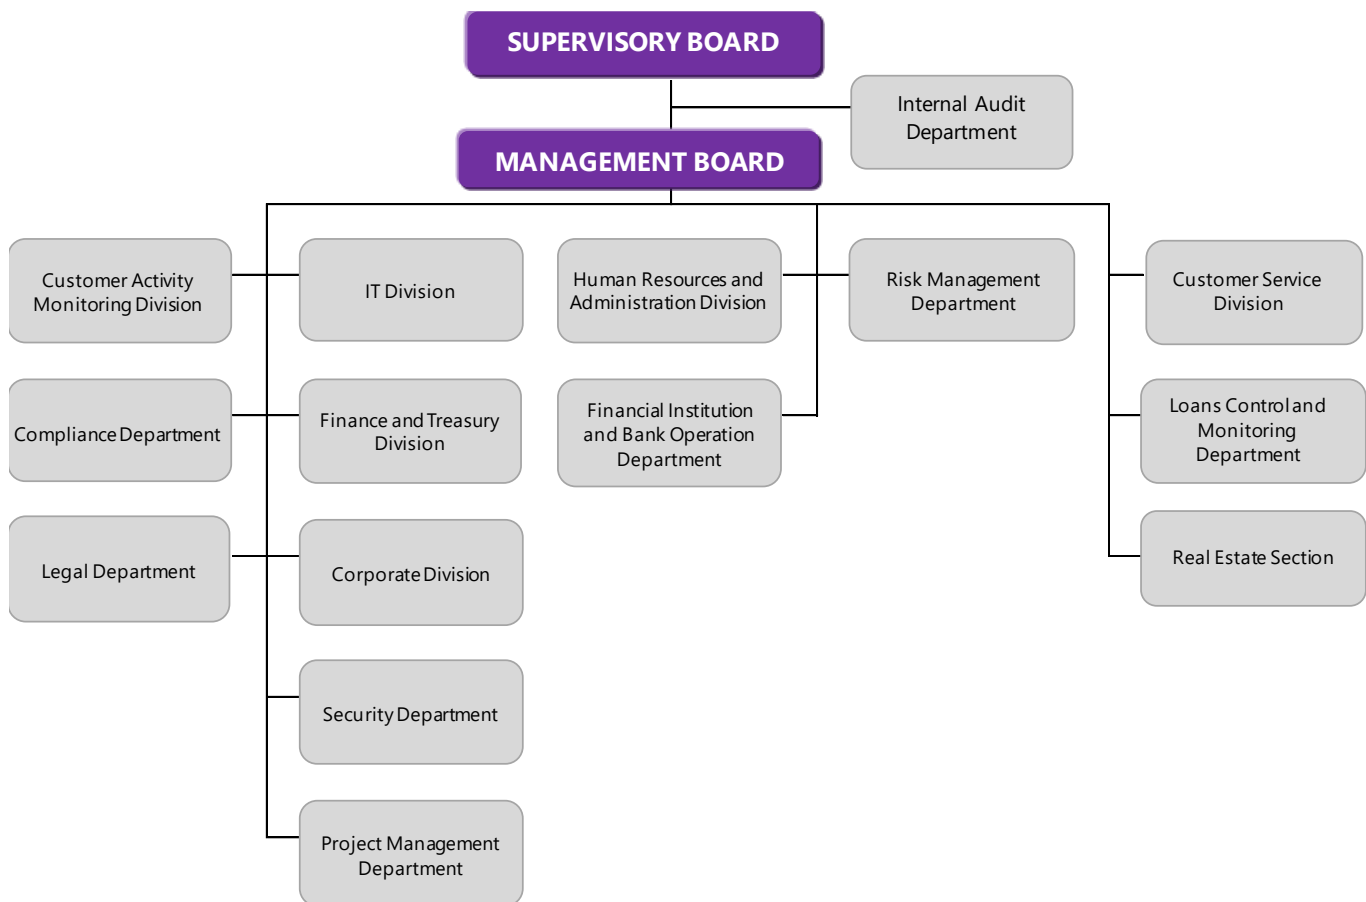 SUPERVISORY BOARD
Internal Audit
Department
MANAGEMENT BOARD
Customer Activity
Monitoring Division
IT Division
Human Resources and
Administration Division
Risk Management
Department
Customer Service
Division
Compliance Department
Finance and Treasury
Division
Financial Institution
and Bank Operation
Department
Loans Control and
Monitoring
Department
Legal Department
Corporate Division
Real Estate Section
Security Department
Project Management
Department